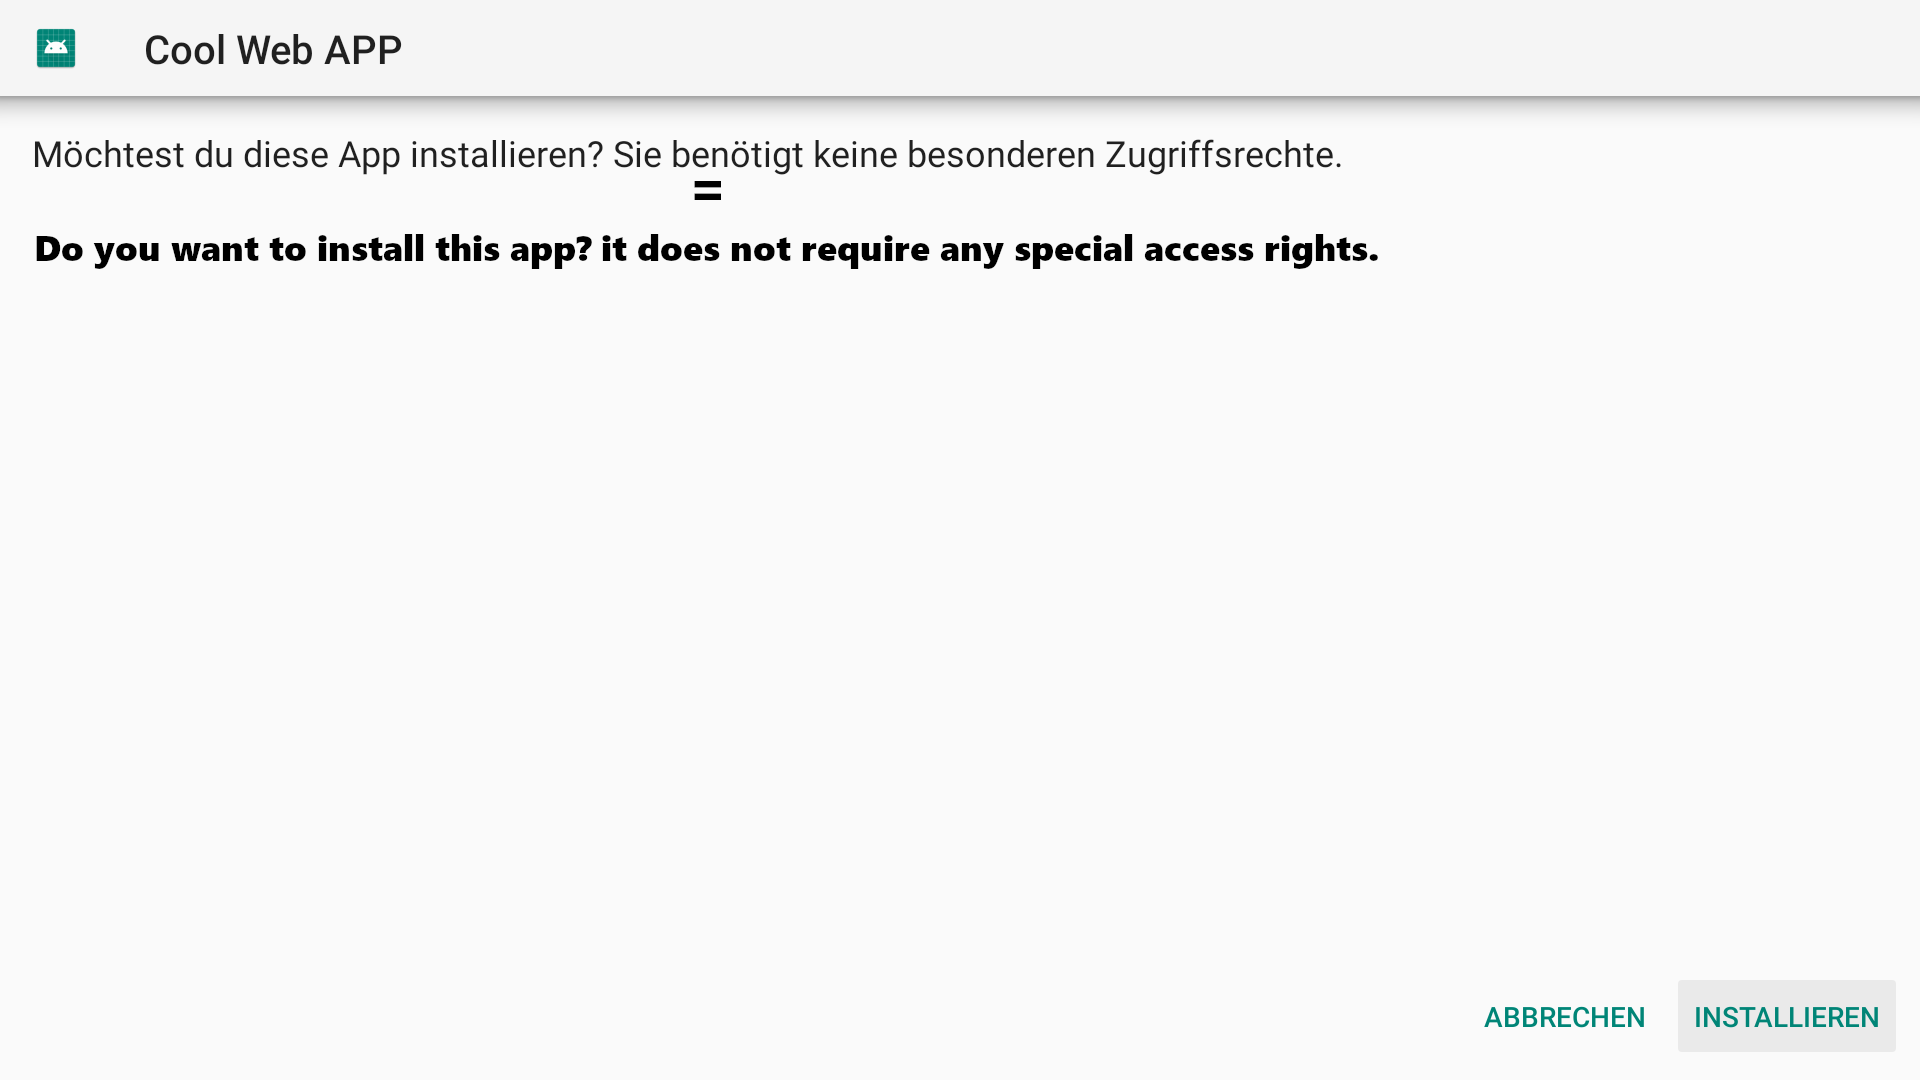 Cool Web APP
Möchtest du diese App installieren? Sie benötigt keine besonderen Zugriffsrechte.
=
Do you want to install this app? it does not require any special access rights.
ABBRECHEN INSTALLIEREN